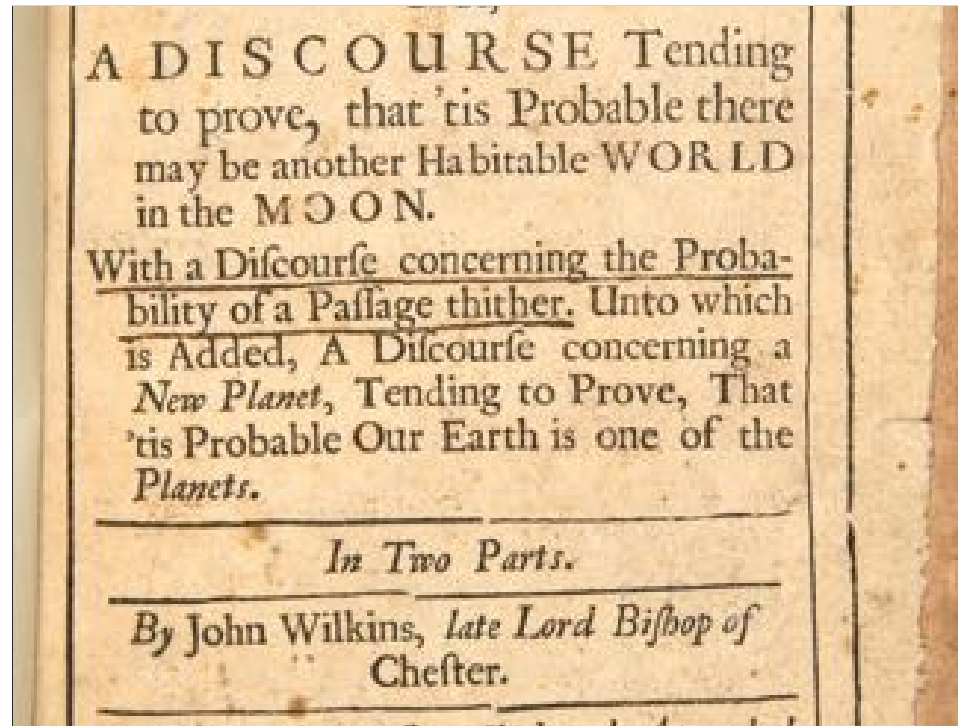 A DISCOURSE Tending
to prove, that 'tis Probable there
may be another Habitable WORLD
in the MOON.
With a Diſcourſe concerning the Proba-
bility of a Paſſage thither. Unto which
is Added, A Diſcourſe concerning a
New Planet, Tending to Prove, That
'tis Probable Our Earth is one of the
Planets.
In Two Parts.
By John Wilkins, late Lord Biſhop of
Cheſter.